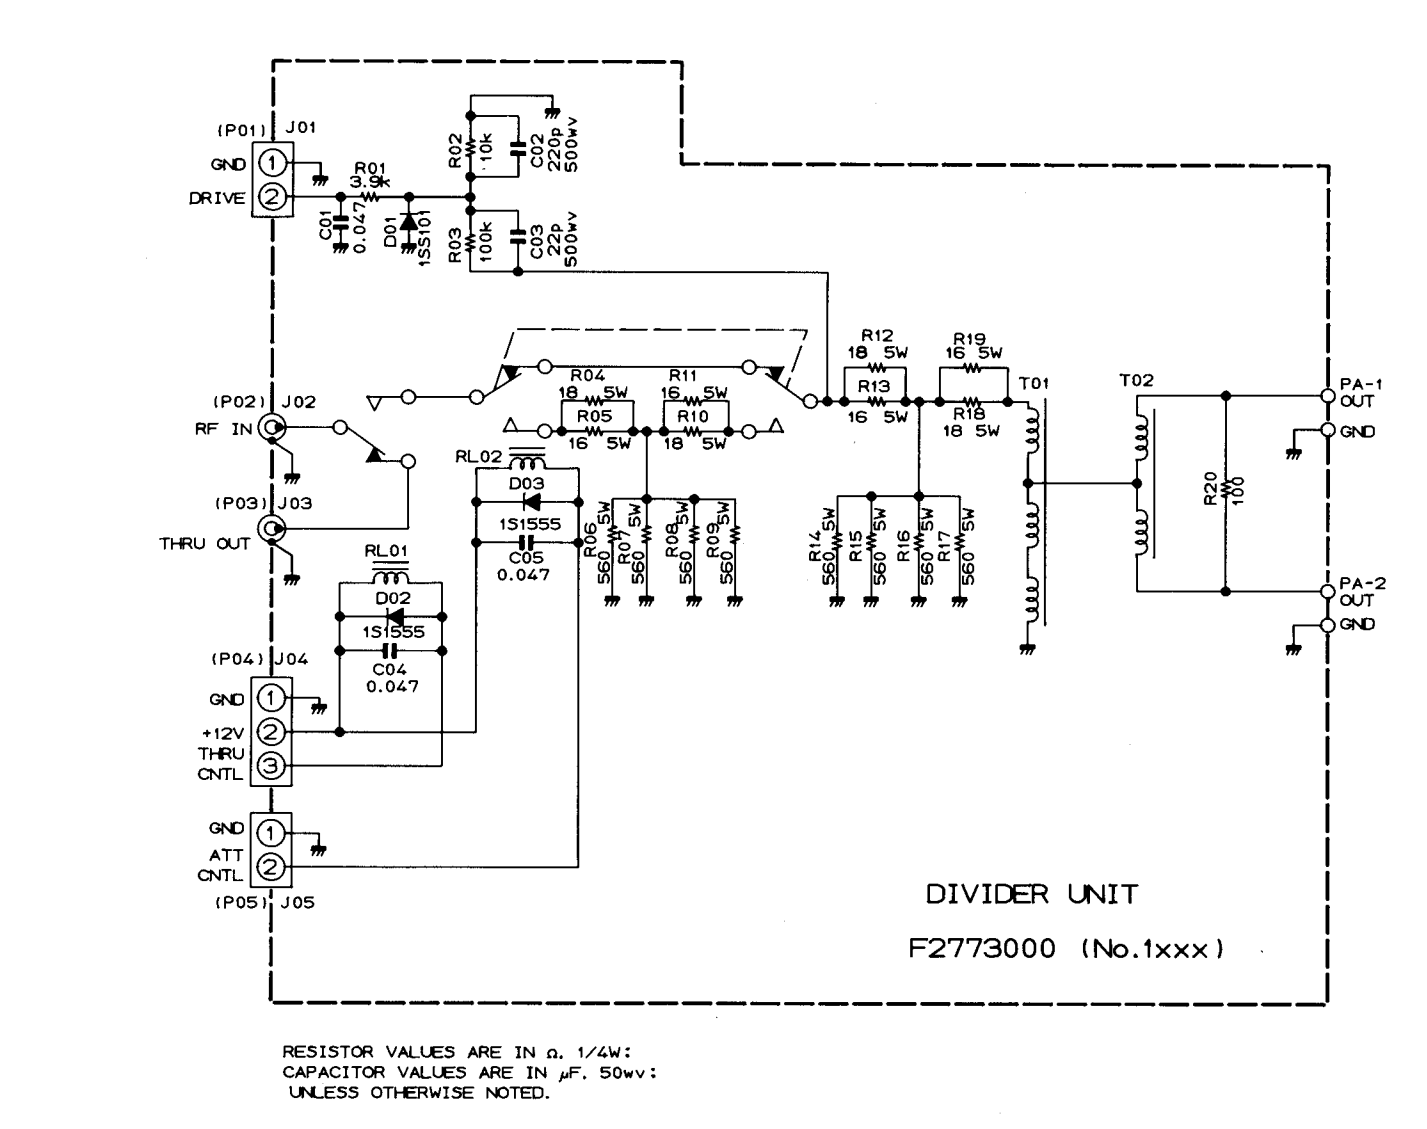 (P01) J01
GND 1
DRIVE 2
R01
3.9k
C01
0.047
D01
1SS101
R02
10k
C02
220p
500wv
R03
100k
C03
22p
500wv
(P02) J02
RF IN
(P03) J03
THRU OUT
R04
18 5W
R05
16 5W
R11
16 5W
R10
18 5W
R12
18 5W
R13
16 5W
R19
16 5W
R18
18 5W
T01
T02
PA-1
OUT
GND
RL02
D03
1S1555
C05
0.047
R06
560 5W
R07
560 5W
R08
560 5W
R09
560 5W
R14
560 5W
R15
560 5W
R16
560 5W
R17
560 5W
R20
100
PA-2
OUT
GND
RL01
D02
1S1555
C04
0.047
(P04) J04
GND 1
+12V 2
THRU
CNTL 3
GND 1
ATT
CNTL 2
(P05) J05
DIVIDER UNIT
F2773000 (No.1xxx)
RESISTOR VALUES ARE IN Ω, 1/4W:
CAPACITOR VALUES ARE IN μF, 50wv:
UNLESS OTHERWISE NOTED.